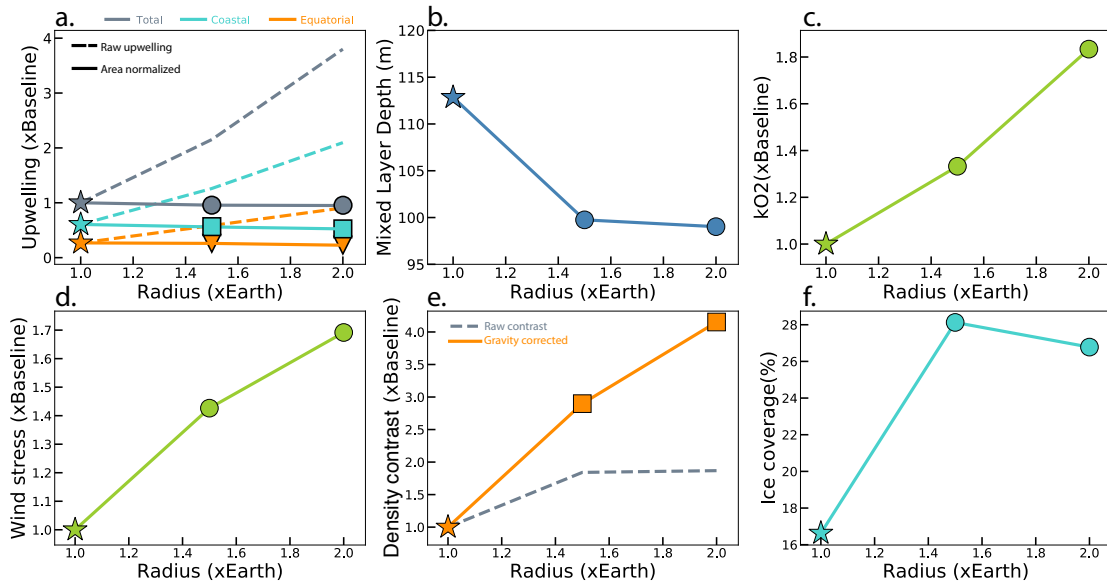 a.
Total Coastal Equatorial
Raw upwelling
Area normalized
Upwelling (xBaseline)
4
3
2
1
0
1.0 1.2 1.4 1.6 1.8 2.0
Radius (xEarth)
b.
Mixed Layer Depth (m)
120
115
110
105
100
95
1.0 1.2 1.4 1.6 1.8 2.0
Radius (xEarth)
c.
kO2(xBaseline)
1.8
1.6
1.4
1.2
1.0
1.0 1.2 1.4 1.6 1.8 2.0
Radius (xEarth)
d.
Wind stress (xBaseline)
1.7
1.6
1.5
1.4
1.3
1.2
1.1
1.0
1.0 1.2 1.4 1.6 1.8 2.0
Radius (xEarth)
e.
Raw contrast
Gravity corrected
Density contrast (xBaseline)
4.0
3.5
3.0
2.5
2.0
1.5
1.0
1.0 1.2 1.4 1.6 1.8 2.0
Radius (xEarth)
f.
Ice coverage(%)
28
26
24
22
20
18
16
1.0 1.2 1.4 1.6 1.8 2.0
Radius (xEarth)